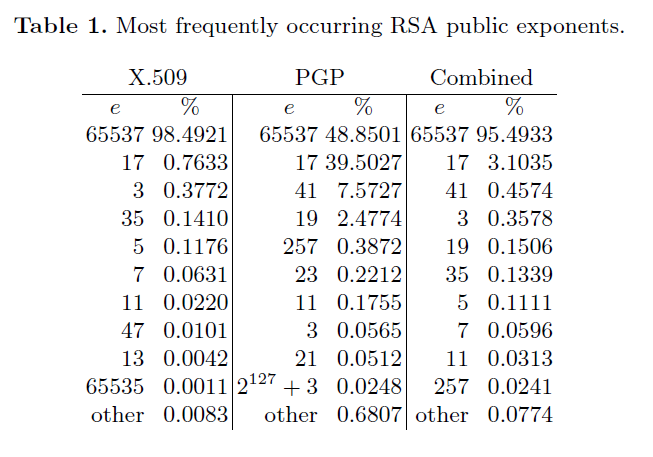 Table 1. Most frequently occurring RSA public exponents.
X.509 PGP Combined
e % e % e %
65537 98.4921 65537 48.8501 65537 95.4933
17 0.7633 17 39.5027 17 3.1035
3 0.3772 41 7.5727 41 0.4574
35 0.1410 19 2.4774 3 0.3578
5 0.1176 257 0.3872 19 0.1506
7 0.0631 23 0.2212 35 0.1339
11 0.0220 11 0.1755 5 0.1111
47 0.0101 3 0.0565 7 0.0596
13 0.0042 21 0.0512 11 0.0313
65535 0.0011 2¹²⁷ + 3 0.0248 257 0.0241
other 0.0083 other 0.6807 other 0.0774